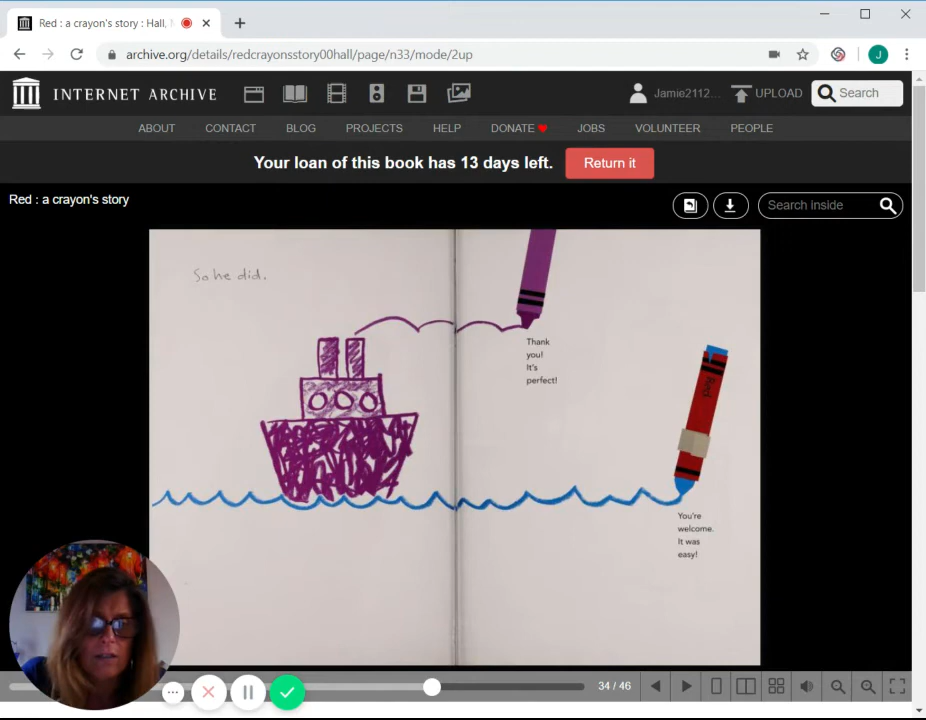 Red : a crayon's story : Hall, M
archive.org/details/redcrayonsstory00hall/page/n33/mode/2up
J
INTERNET ARCHIVE
Jamie2112...
UPLOAD
Search
ABOUT CONTACT BLOG PROJECTS HELP DONATE JOBS VOLUNTEER PEOPLE
Your loan of this book has 13 days left.
Return it
Red : a crayon's story
Search inside
So he did.
Thank
you!
It's
perfect!
Red
You're
welcome.
It was
easy!
34 / 46